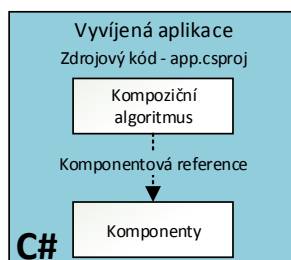 Vyvíjená aplikace
Zdrojový kód - app.csproj
Kompoziční
algoritmus
Komponentová reference
Komponenty
C#